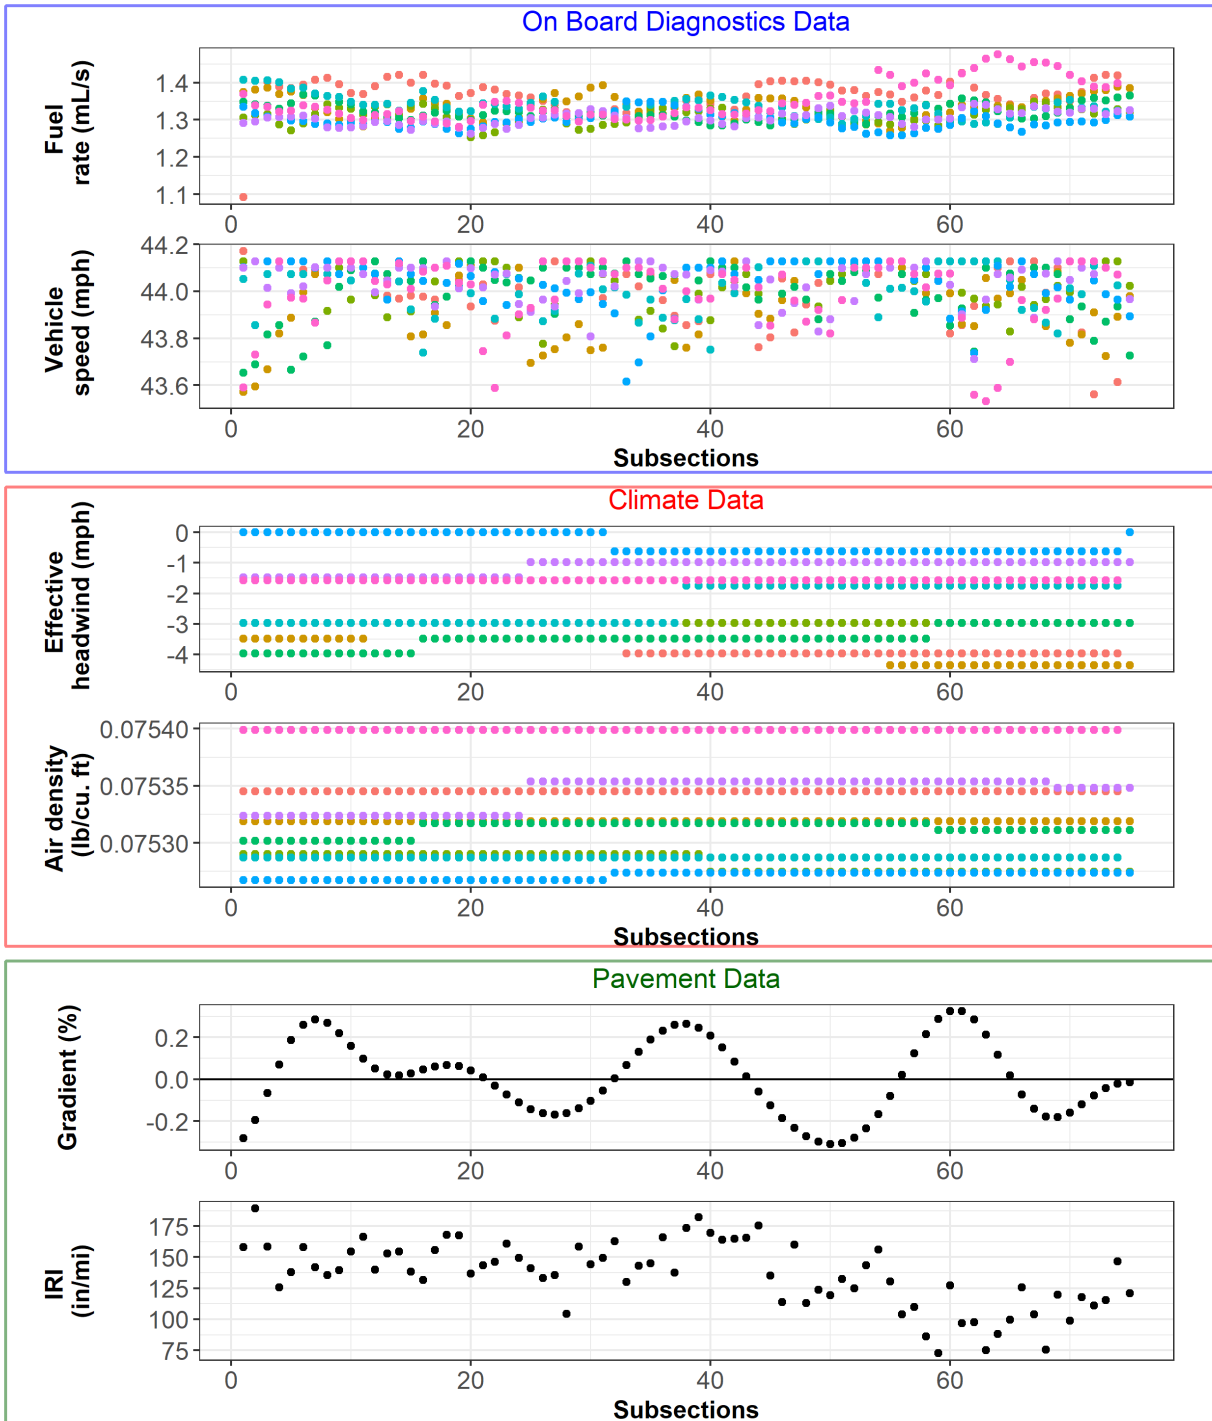 On Board Diagnostics Data
Fuel
rate (mL/s)
1.4
1.3
1.2
1.1
0 20 40 60
Vehicle
speed (mph)
44.2
44.0
43.8
43.6
0 20 40 60
Subsections
Climate Data
Effective
headwind (mph)
0
-1
-2
-3
-4
0 20 40 60
Air density
(lb/cu. ft)
0.07540
0.07535
0.07530
0 20 40 60
Subsections
Pavement Data
Gradient (%)
0.2
0.0
-0.2
0 20 40 60
IRI
(in/mi)
175
150
125
100
75
0 20 40 60
Subsections